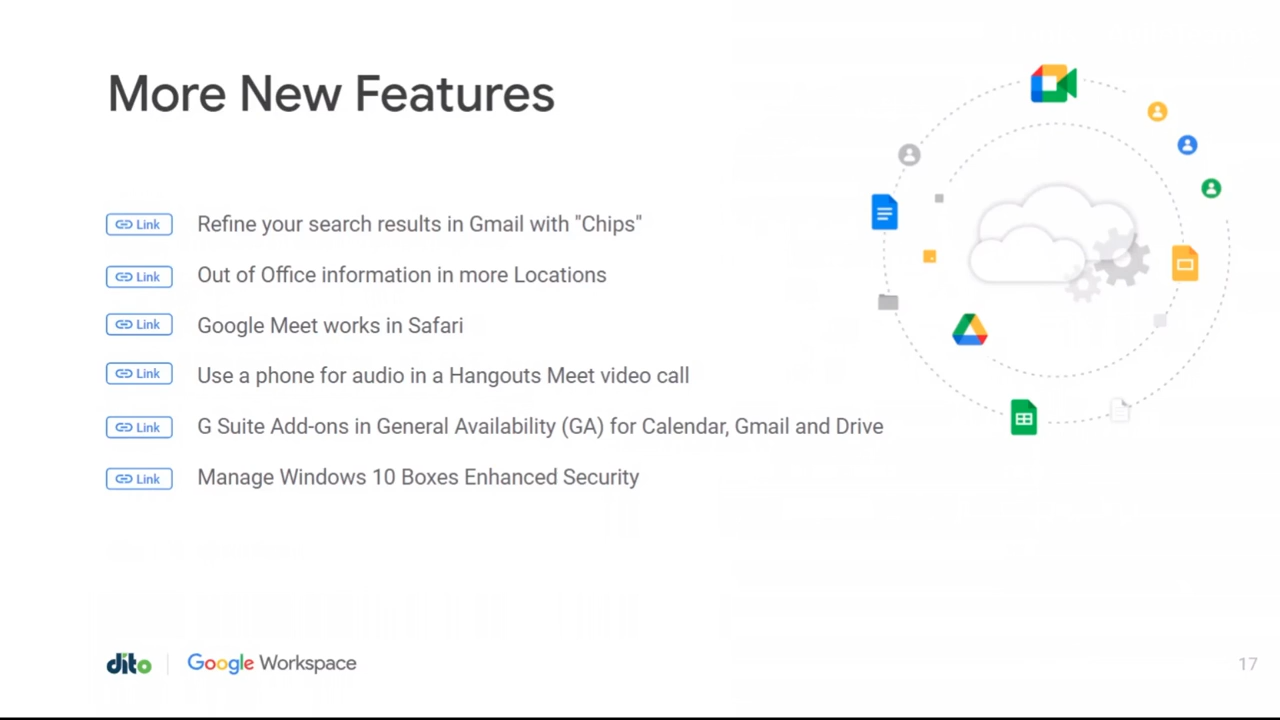 More New Features
Link Refine your search results in Gmail with "Chips"
Link Out of Office information in more Locations
Link Google Meet works in Safari
Link Use a phone for audio in a Hangouts Meet video call
Link G Suite Add-ons in General Availability (GA) for Calendar, Gmail and Drive
Link Manage Windows 10 Boxes Enhanced Security
dito Google Workspace
17